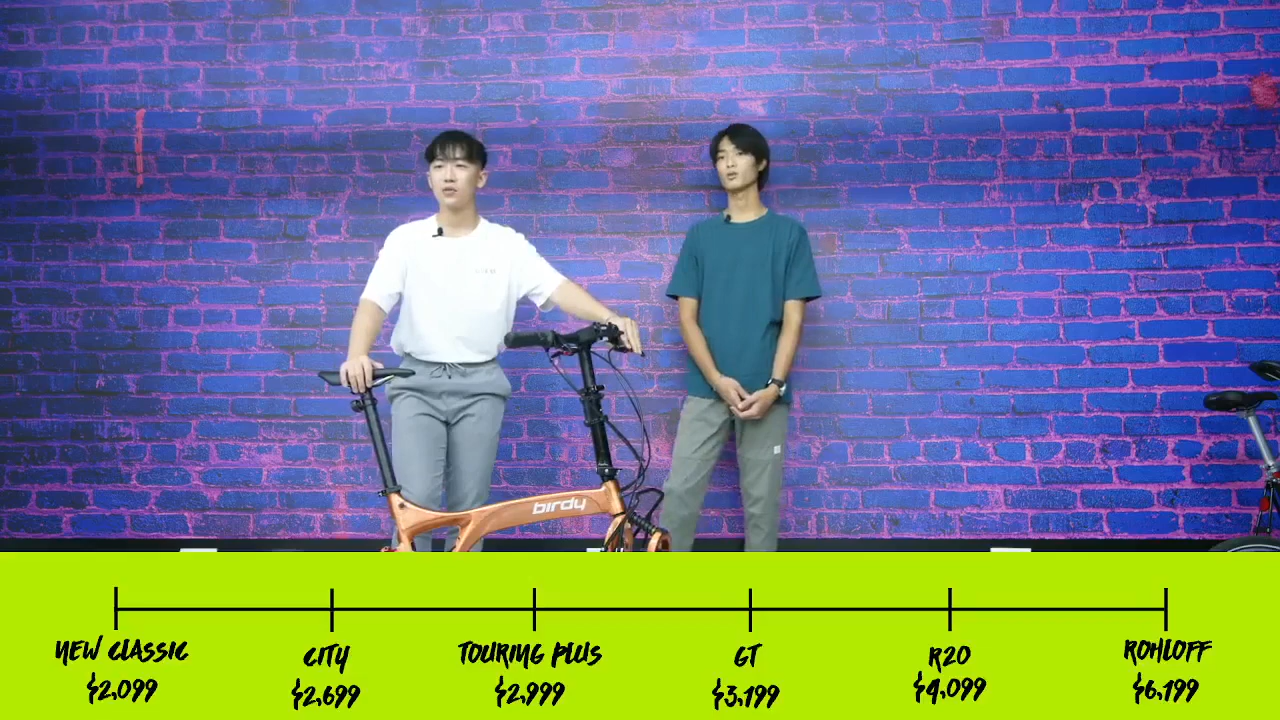 birdy
NEW CLASSIC
$2,099
CITY
$2,699
TOURING PLUS
$2,999
GT
$3,199
R20
$4,099
ROHLOFF
$6,199